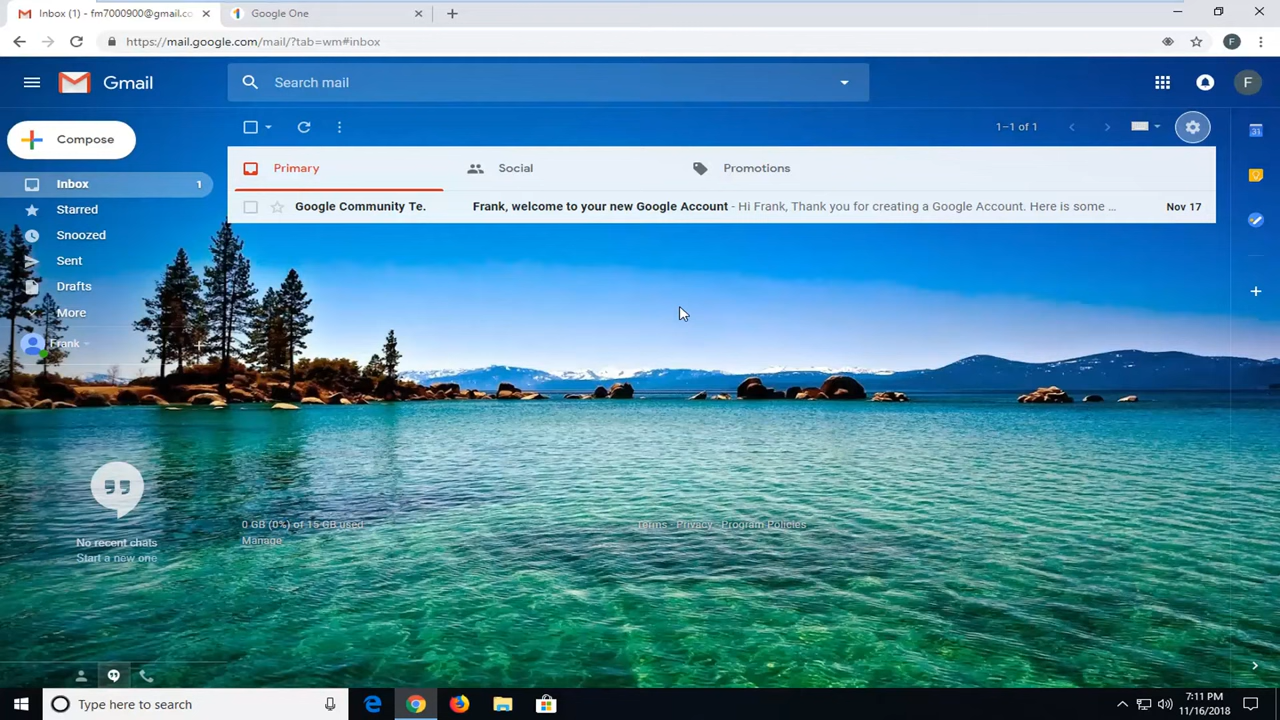 Inbox (1) - fm7000900@gmail.co
Google One
https://mail.google.com/mail/?tab=wm#inbox
F
Gmail
Search mail
F
Compose
1–1 of 1
Primary
Social
Promotions
Inbox 1
Google Community Te. Frank, welcome to your new Google Account - Hi Frank, Thank you for creating a Google Account. Here is some ... Nov 17
Starred
Snoozed
Sent
Drafts
More
Frank
31
0 GB (0%) of 15 GB used
Manage
Terms · Privacy · Program Policies
No recent chats
Start a new one
Type here to search
7:11 PM
11/16/2018